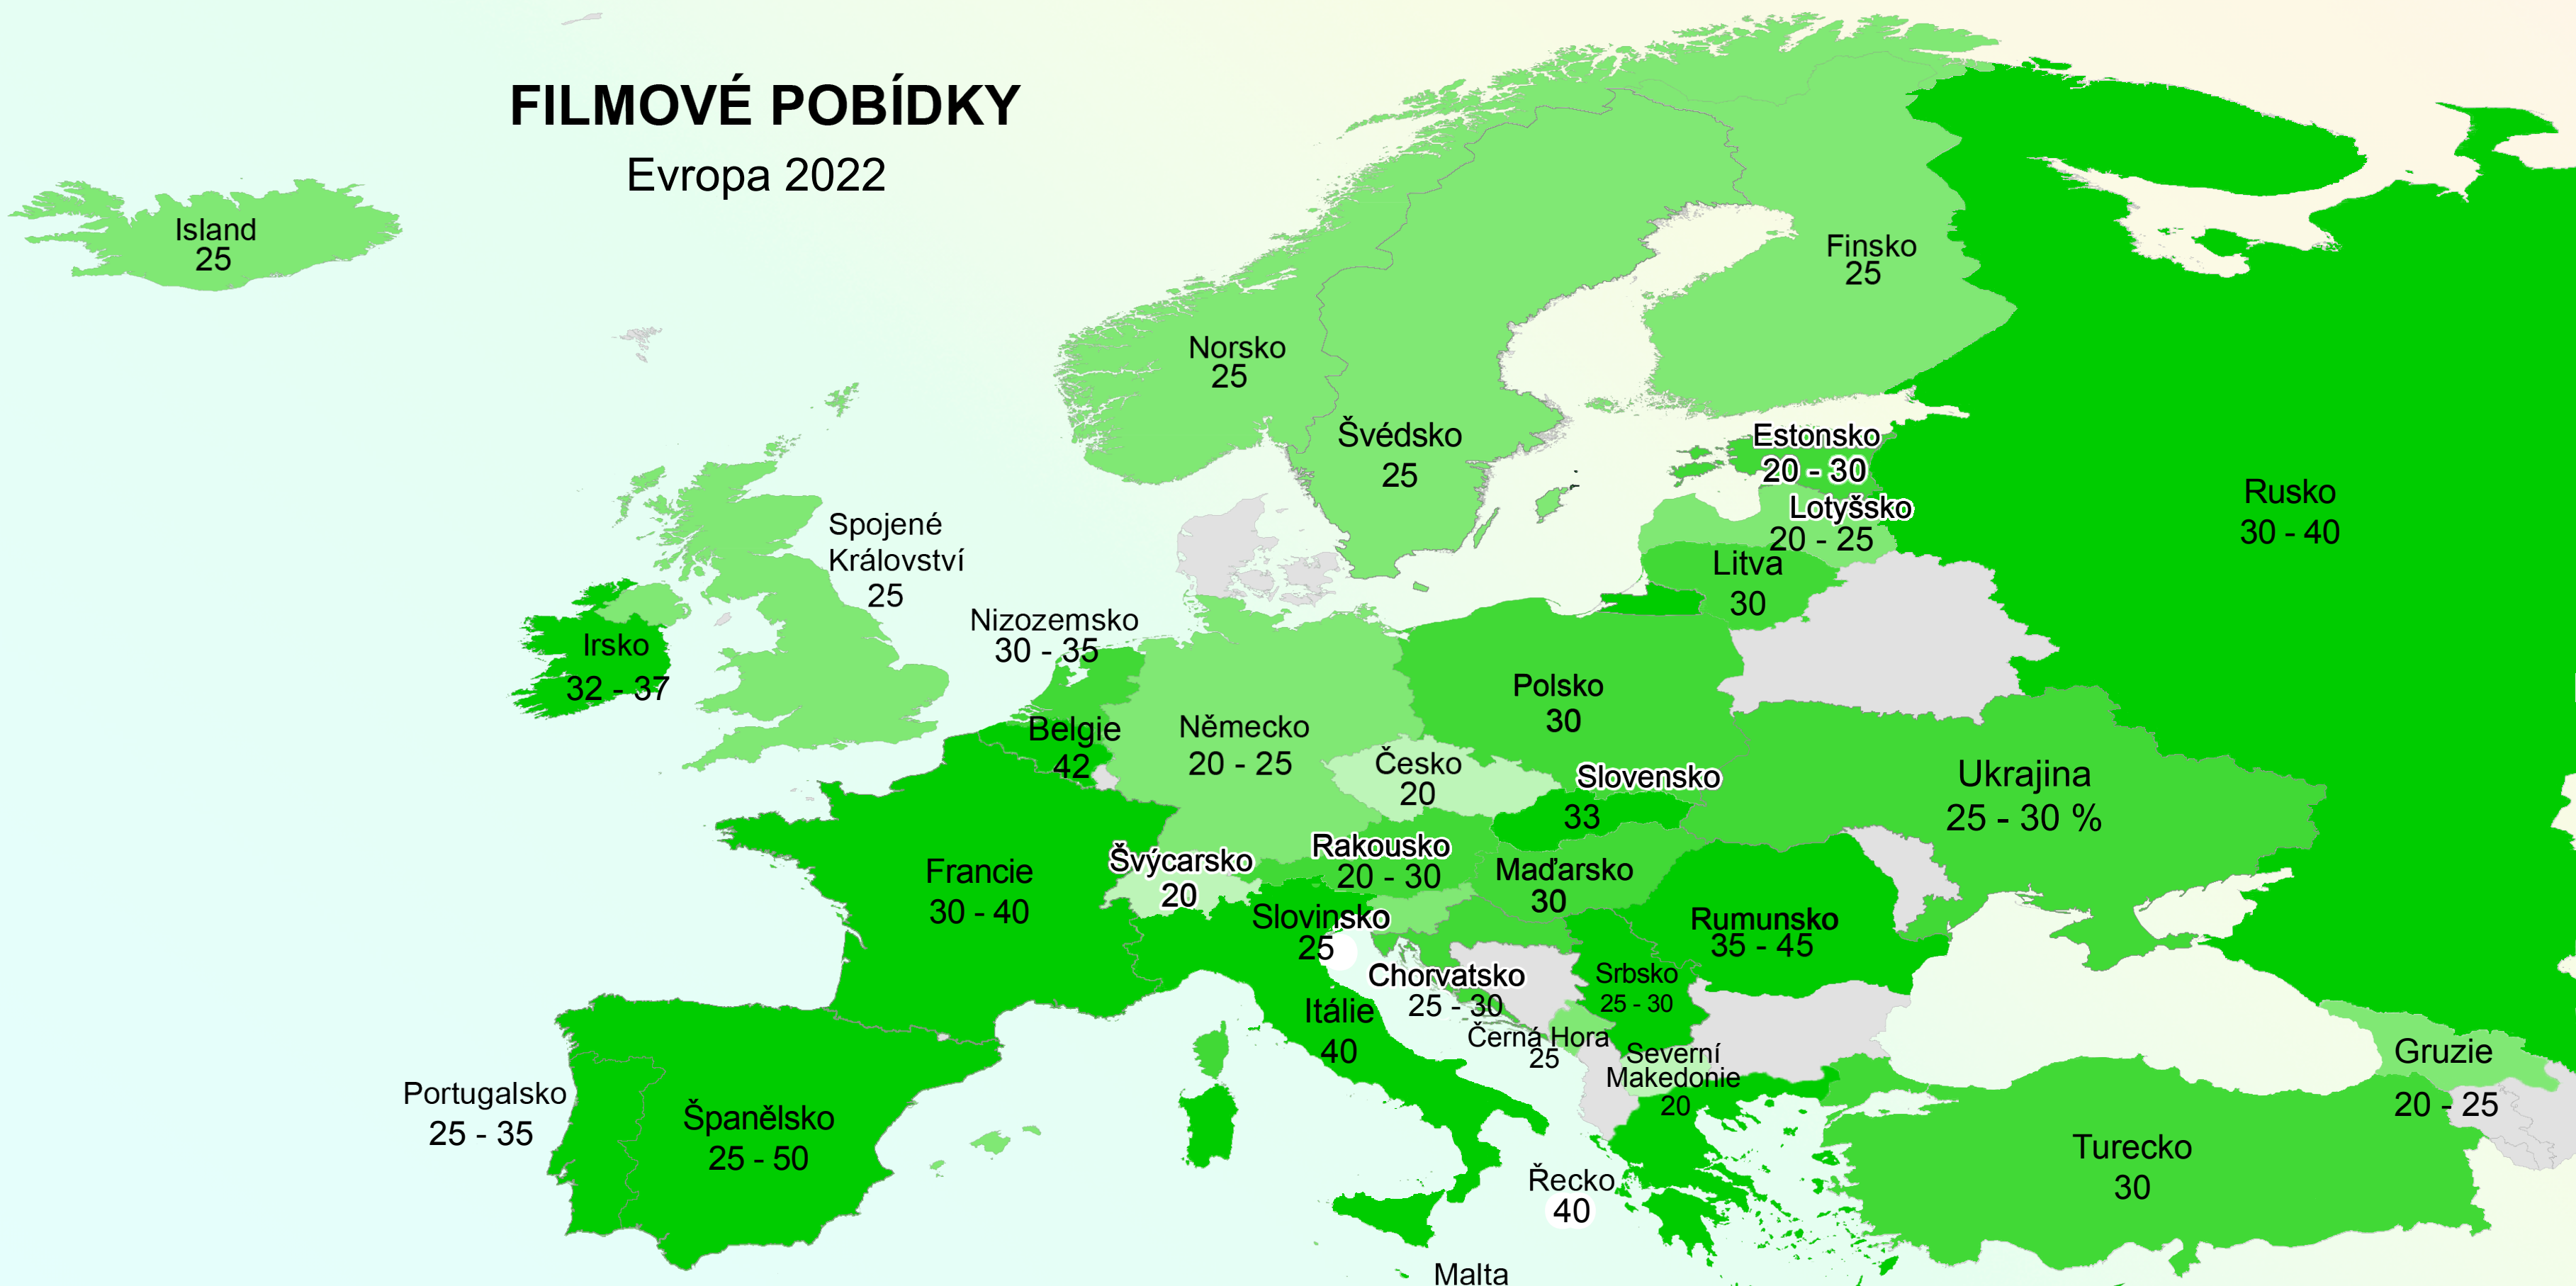 FILMOVÉ POBÍDKY
Evropa 2022
Island
25
Finsko
25
Norsko
25
Švédsko
25
Estonsko
20 - 30
Lotyšsko
20 - 25
Litva
30
Rusko
30 - 40
Spojené
Království
25
Irsko
32 - 37
Nizozemsko
30 - 35
Belgie
42
Německo
20 - 25
Polsko
30
Česko
20
Slovensko
33
Ukrajina
25 - 30 %
Francie
30 - 40
Švýcarsko
20
Rakousko
20 - 30
Maďarsko
30
Slovinsko
25
Rumunsko
35 - 45
Chorvatsko
25 - 30
Srbsko
25 - 30
Itálie
40
Černá Hora
25
Severní
Makedonie
20
Gruzie
20 - 25
Portugalsko
25 - 35
Španělsko
25 - 50
Turecko
30
Řecko
40
Malta